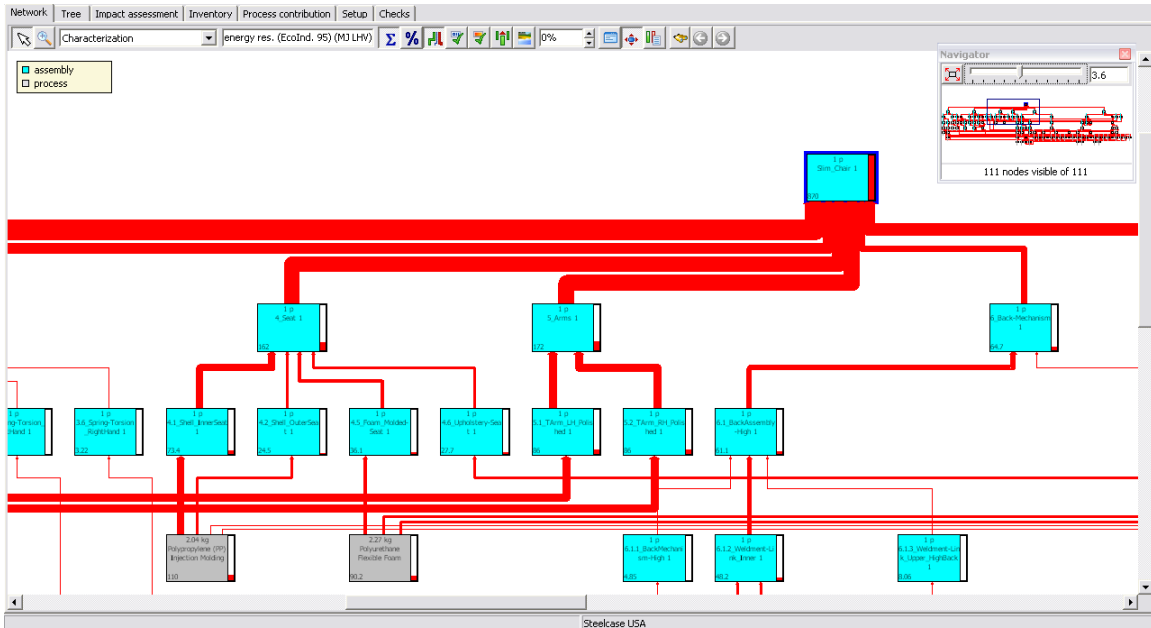 Network Tree Impact assessment Inventory Process contribution Setup Checks
Characterization energy res. (EcoInd. 95) (MJ LHV) Σ % 0%
assembly
process
Navigator
3.6
111 nodes visible of 111
1 p
Slim_Chair 1
870
1 p
4_Seat 1
162
1 p
5_Arms 1
172
1 p
6_Back-Mechanism
1
64.7
1 p
pring-Torsion_
tHand 1
1 p
3.6_Spring-Torsion
_RightHand 1
3.22
1 p
4.1_Shell_InnerSeat
1
73.4
1 p
4.2_Shell_OuterSea
t 1
24.5
1 p
4.5_Foam_Molded-
Seat 1
36.1
1 p
4.6_Upholstery-Sea
t 1
27.7
1 p
5.1_TArm_LH_Polis
hed 1
86
1 p
5.2_TArm_RH_Polis
hed 1
86
1 p
6.1_BackAssembly
-High 1
61.1
2.04 kg
Polypropylene (PP)
Injection Molding
110
2.27 kg
Polyurethane
Flexible Foam
90.2
1 p
6.1.1_BackMechani
sm-High 1
4.85
1 p
6.1.2_Weldment-Li
nk_Inner 1
48.2
1 p
6.1.3_Weldment-Lin
k_Upper_HighBack
1
8.06
Steelcase USA